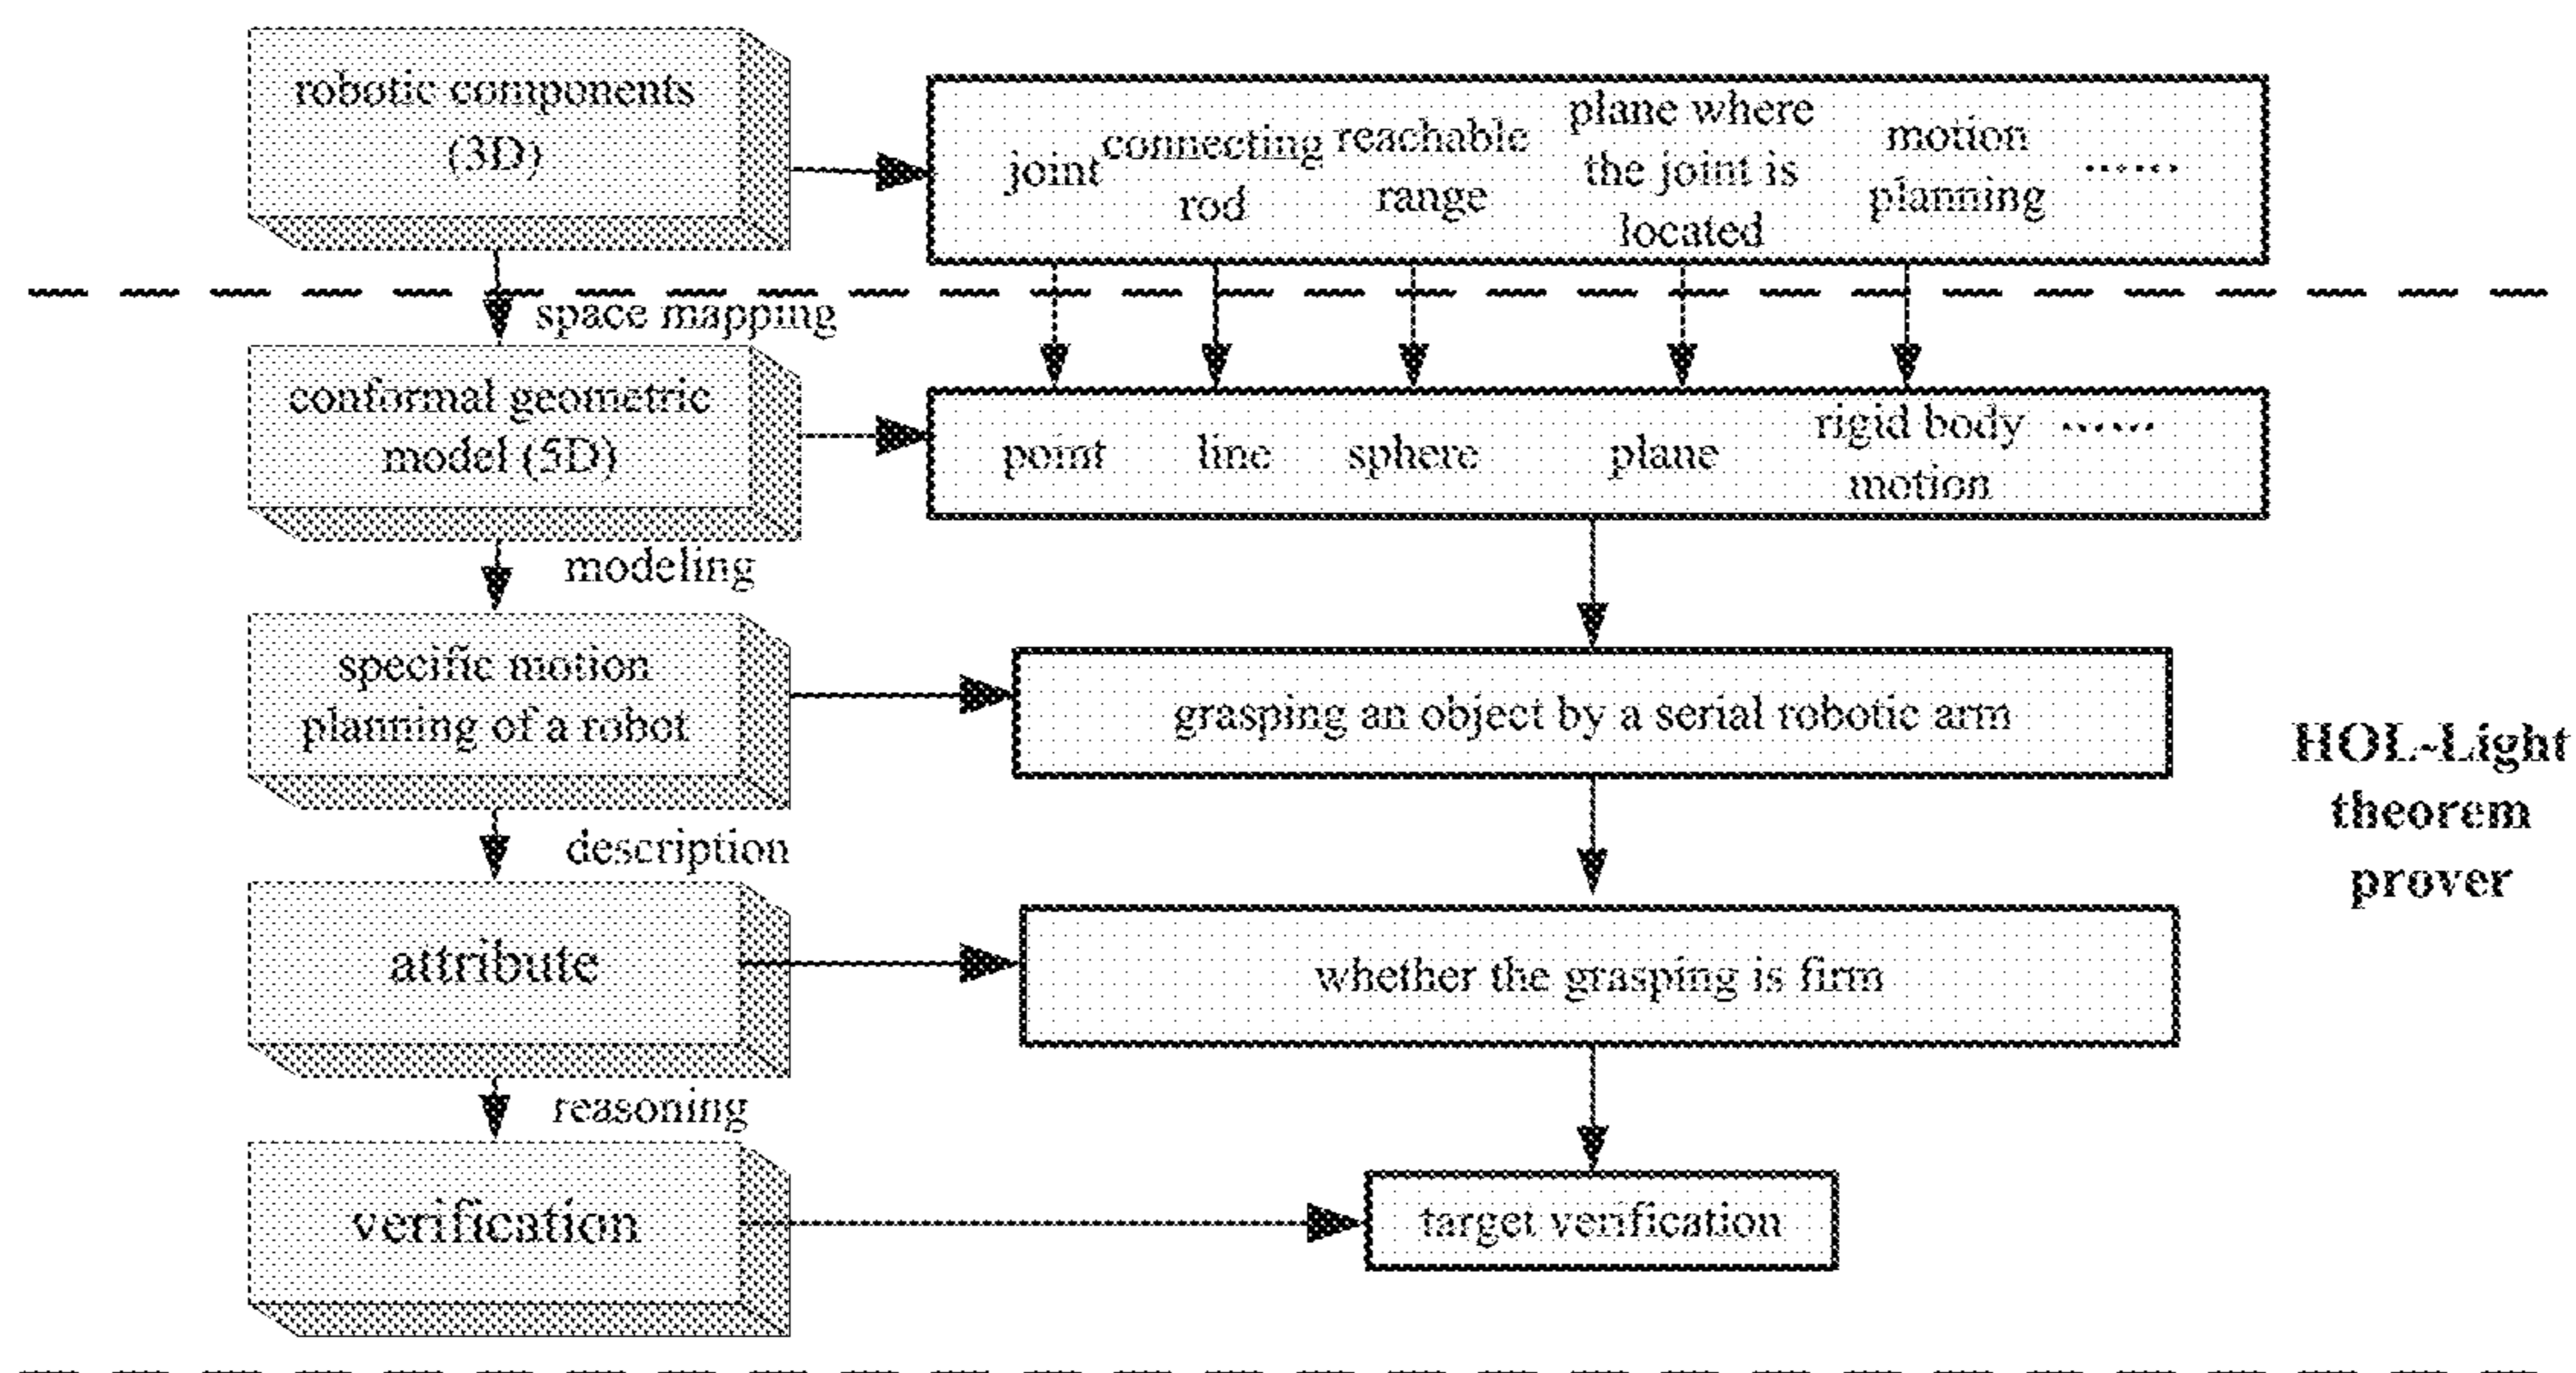 robotic components
(3D)
joint
connecting
rod
reachable
range
plane where
the joint is
located
motion
planning
......
space mapping
conformal geometric
model (5D)
point
line
sphere
plane
rigid body
motion
......
modeling
specific motion
planning of a robot
grasping an object by a serial robotic arm
HOL-Light
theorem
prover
description
attribute
whether the grasping is firm
reasoning
verification
target verification